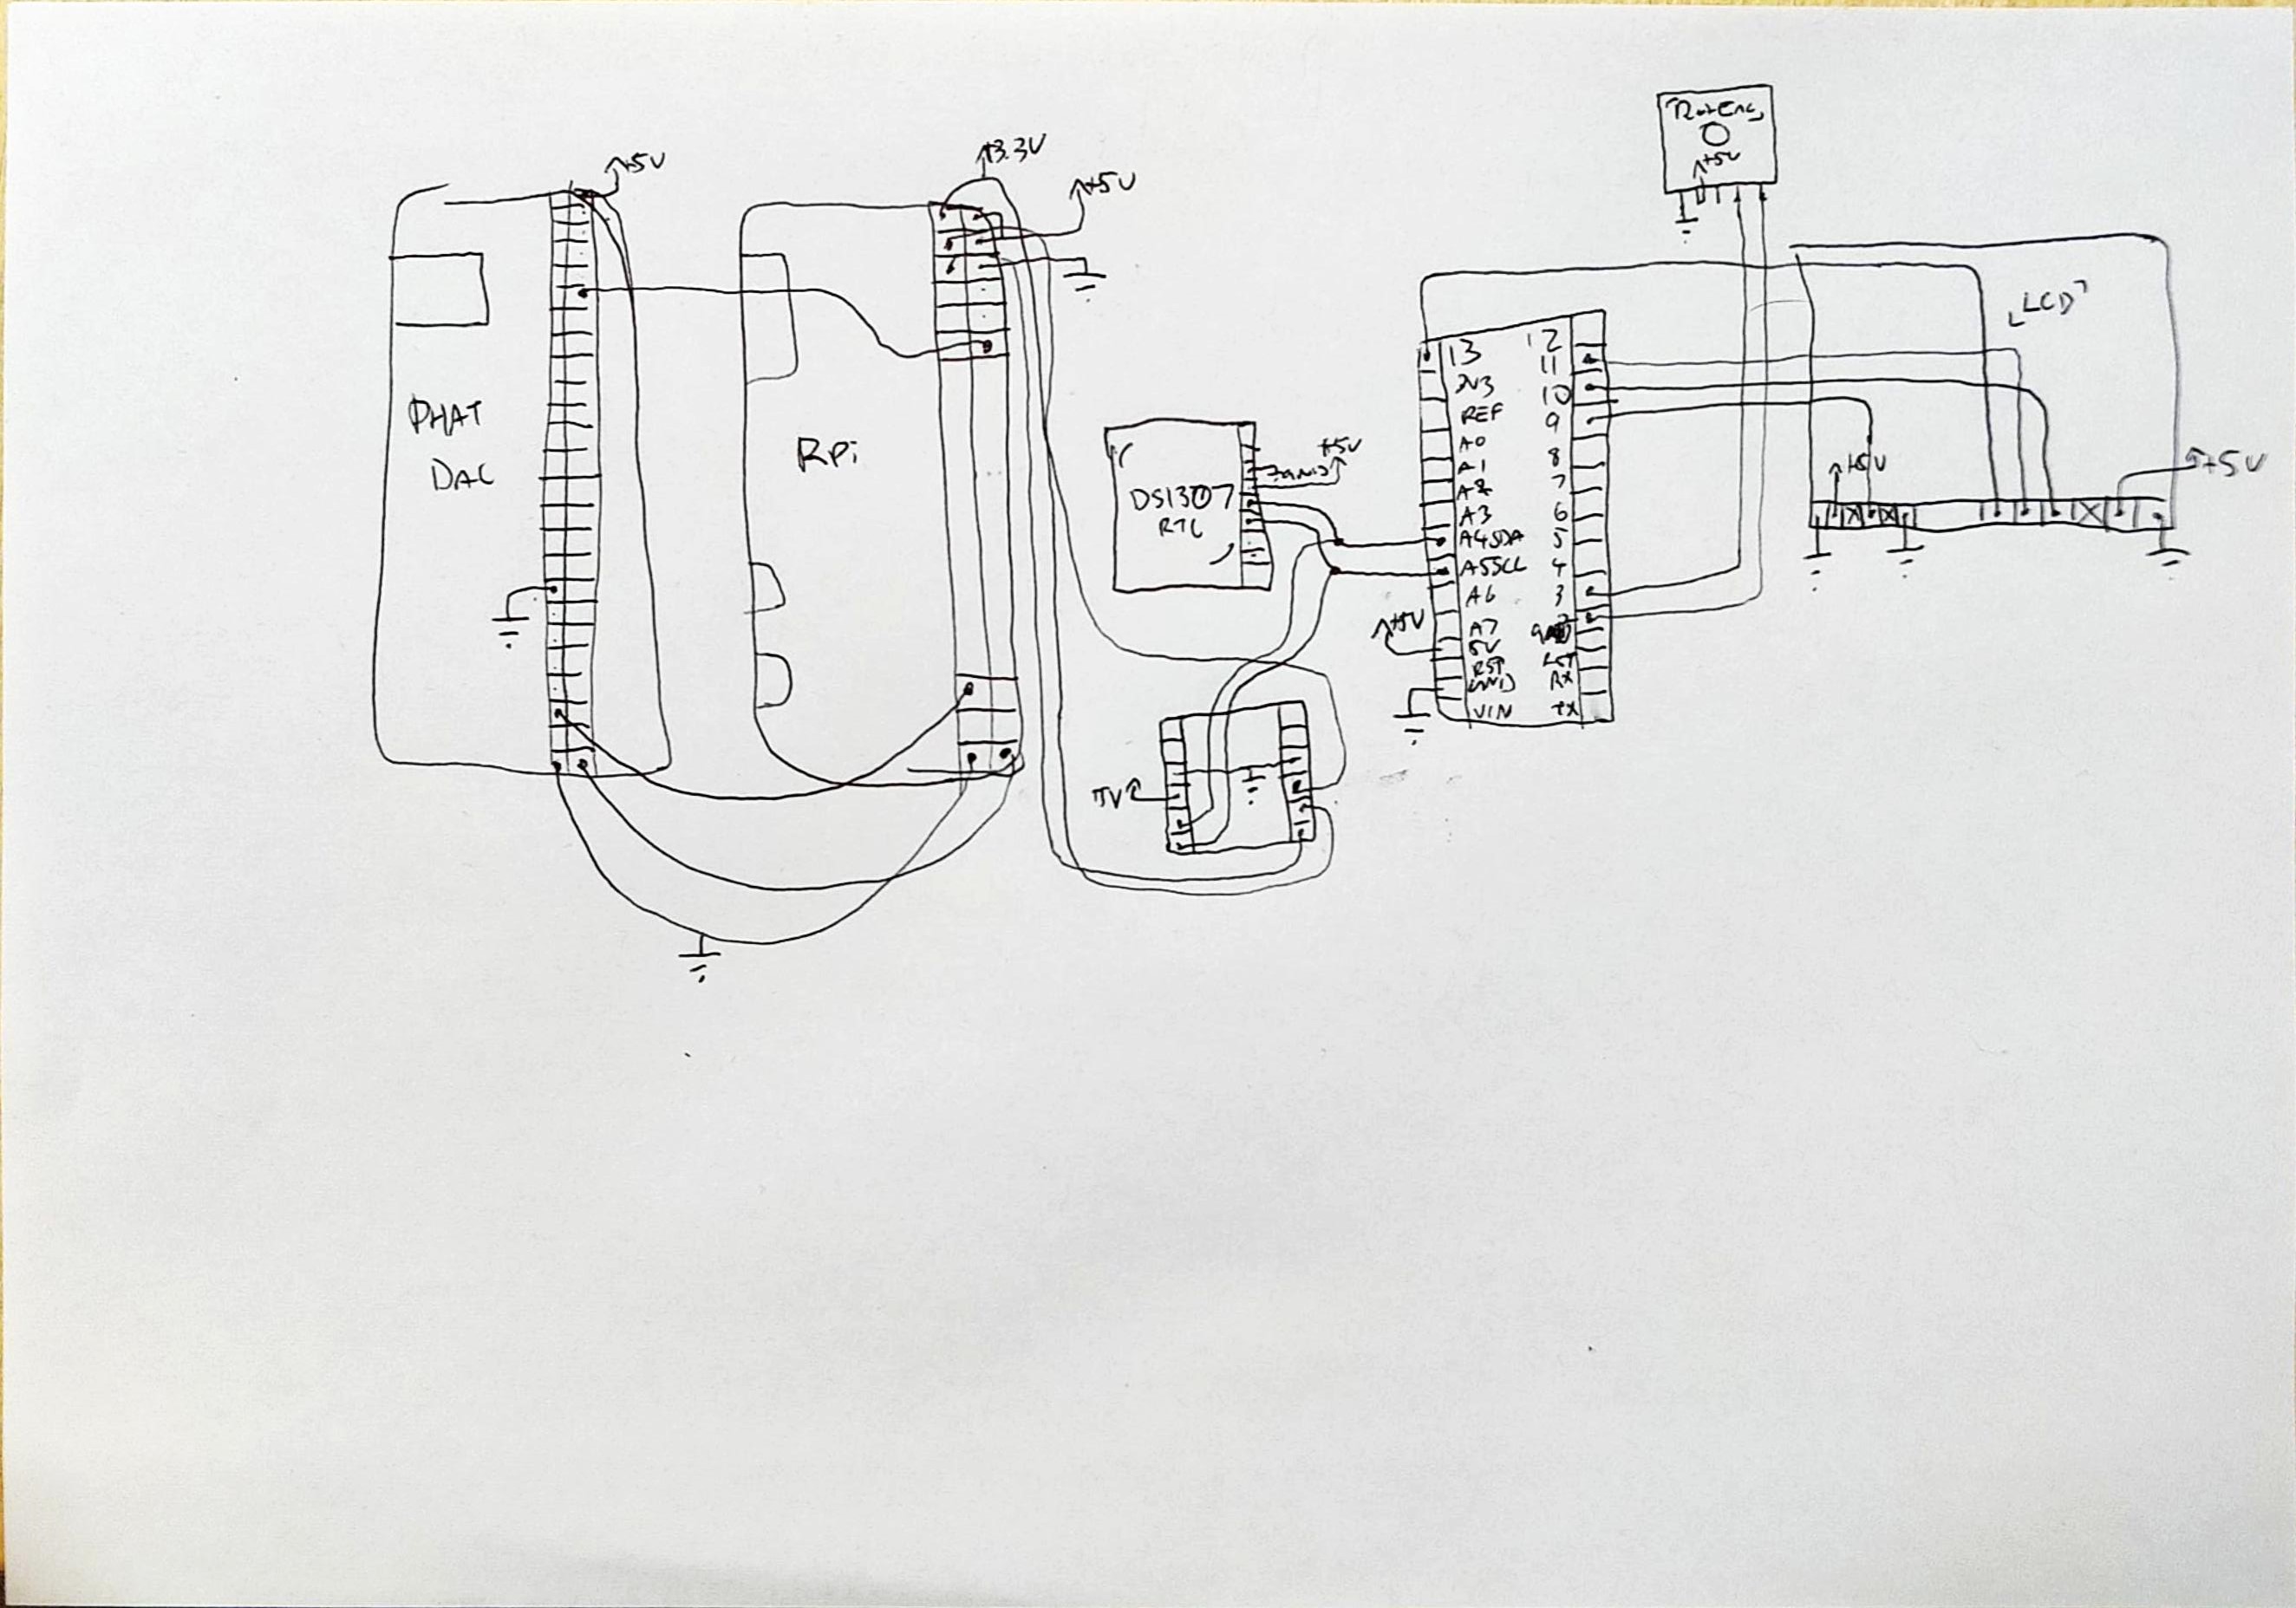 +5V
PHAT
DAC
RPi
+3.3V
+5V
DS1307
RTC
GND
+5V
5V
13
3V3
REF
A0
A1
A2
A3
A4SDA
A5SCL
A6
A7
5V
RST
GND
VIN
12
11
10
9
8
7
6
5
4
3
2
GND
RST
RX
TX
+5V
RotEnc
+5V
LCD
+5V
+5V